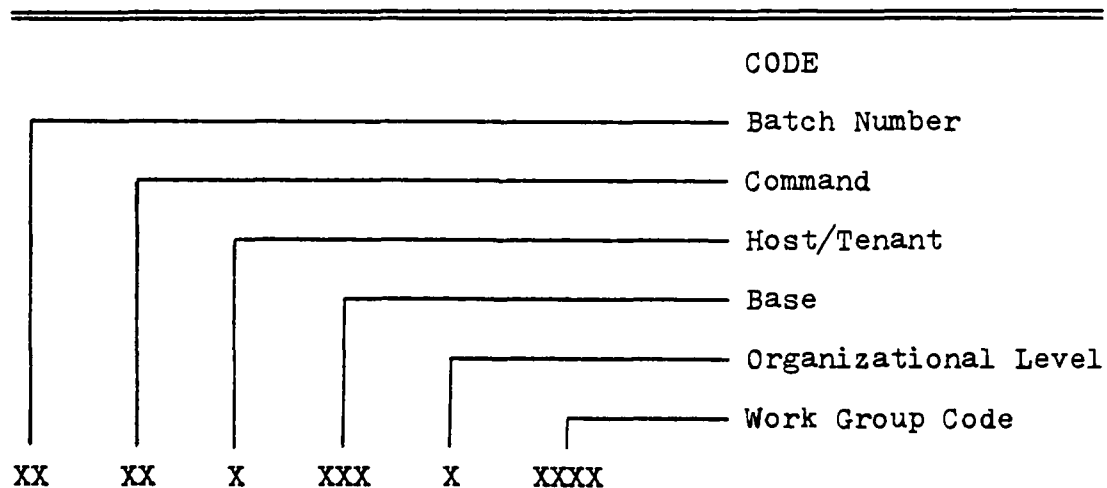 CODE
Batch Number
Command
Host/Tenant
Base
Organizational Level
Work Group Code
XX XX X XXX X XXXX